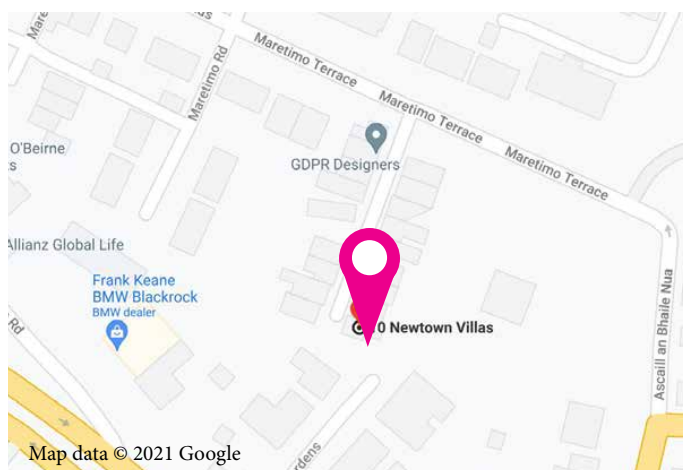 Maretimo Rd
Maretimo Terrace
Maretimo Terrace
Maretimo Terrace
O'Beirne
GDPR Designers
Allianz Global Life
Frank Keane
BMW Blackrock
BMW dealer
0 Newtown Villas
Ascaill an Bhaile Nua
Rd
dens
Map data © 2021 Google